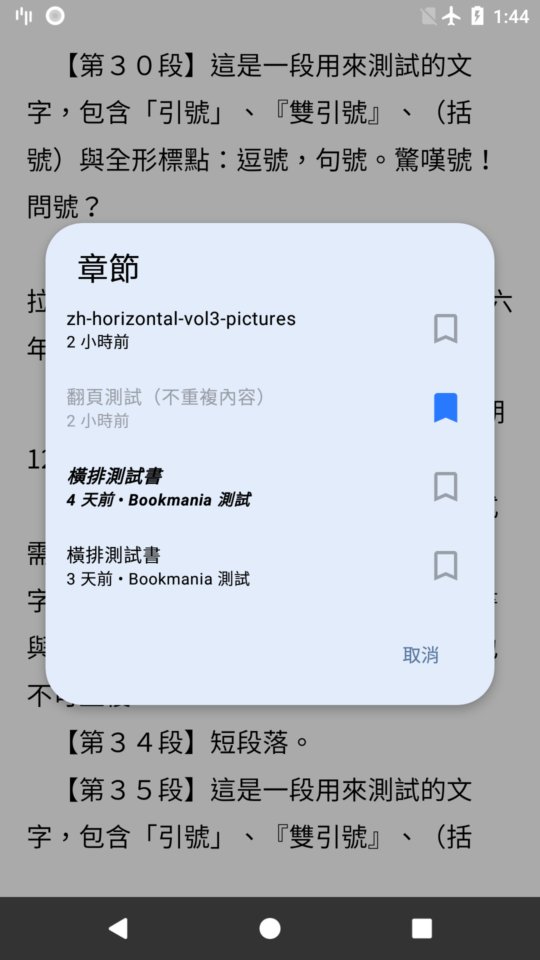 1:44
【第３０段】這是一段用來測試的文
字，包含「引號」、『雙引號』、（括
號）與全形標點：逗號，句號。驚嘆號！
問號？
章節
zh-horizontal-vol3-pictures
2 小時前
翻頁測試（不重複內容）
2 小時前
橫排測試書
4 天前 • Bookmania 測試
橫排測試書
3 天前 • Bookmania 測試
取消
【第３４段】短段落。
【第３５段】這是一段用來測試的文
字，包含「引號」、『雙引號』、（括